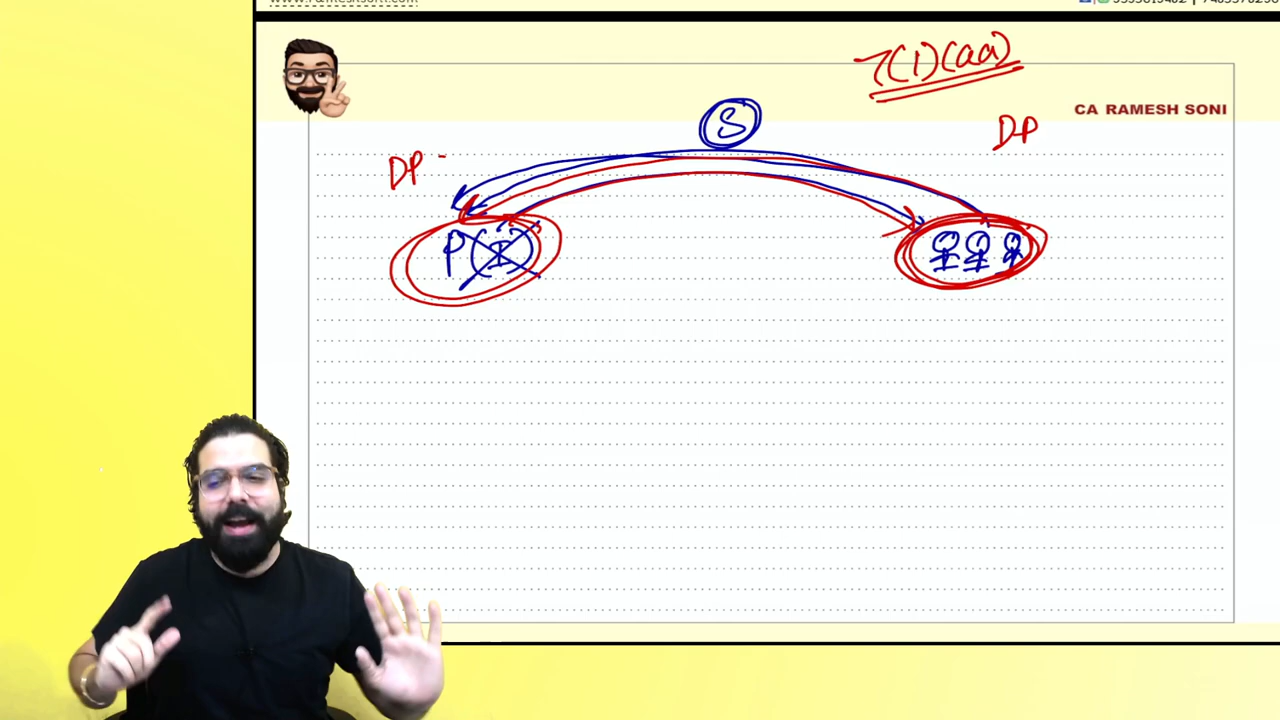 7(1)(aa)
CA RAMESH SONI
S
DP
DP
P(I)